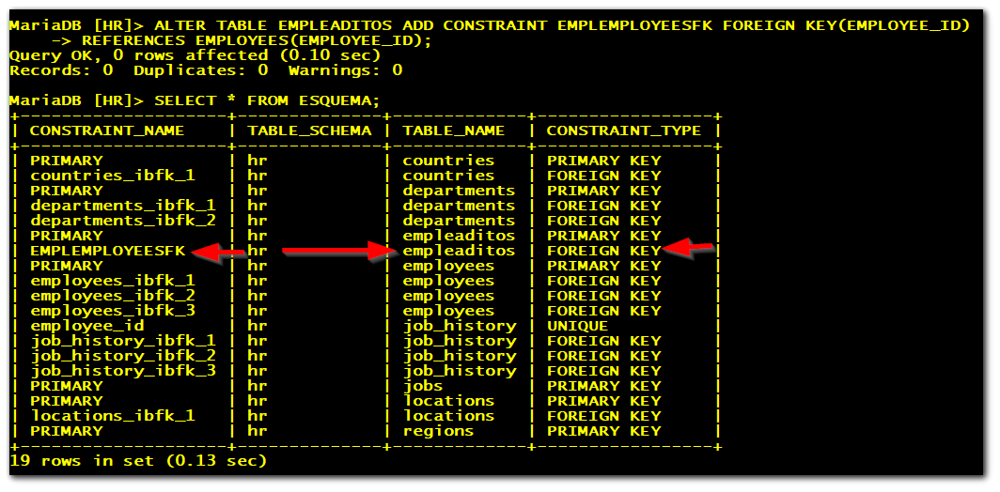 MariaDB [HR]> ALTER TABLE EMPLEADITOS ADD CONSTRAINT EMPLEMPLOYEESFK FOREIGN KEY(EMPLOYEE_ID)
    -> REFERENCES EMPLOYEES(EMPLOYEE_ID);
Query OK, 0 rows affected (0.10 sec)
Records: 0  Duplicates: 0  Warnings: 0

MariaDB [HR]> SELECT * FROM ESQUEMA;
+--------------------+--------------+-------------+-----------------+
| CONSTRAINT_NAME    | TABLE_SCHEMA | TABLE_NAME  | CONSTRAINT_TYPE |
+--------------------+--------------+-------------+-----------------+
| PRIMARY            | hr           | countries   | PRIMARY KEY     |
| countries_ibfk_1   | hr           | countries   | FOREIGN KEY     |
| PRIMARY            | hr           | departments | PRIMARY KEY     |
| departments_ibfk_1 | hr           | departments | FOREIGN KEY     |
| departments_ibfk_2 | hr           | departments | FOREIGN KEY     |
| PRIMARY            | hr           | empleaditos | PRIMARY KEY     |
| EMPLEMPLOYEESFK    | hr           | empleaditos | FOREIGN KEY     |
| PRIMARY            | hr           | employees   | PRIMARY KEY     |
| employees_ibfk_1   | hr           | employees   | FOREIGN KEY     |
| employees_ibfk_2   | hr           | employees   | FOREIGN KEY     |
| employees_ibfk_3   | hr           | employees   | FOREIGN KEY     |
| employee_id        | hr           | job_history | UNIQUE          |
| job_history_ibfk_1 | hr           | job_history | FOREIGN KEY     |
| job_history_ibfk_2 | hr           | job_history | FOREIGN KEY     |
| job_history_ibfk_3 | hr           | job_history | FOREIGN KEY     |
| PRIMARY            | hr           | jobs        | PRIMARY KEY     |
| PRIMARY            | hr           | locations   | PRIMARY KEY     |
| locations_ibfk_1   | hr           | locations   | FOREIGN KEY     |
| PRIMARY            | hr           | regions     | PRIMARY KEY     |
+--------------------+--------------+-------------+-----------------+
19 rows in set (0.13 sec)